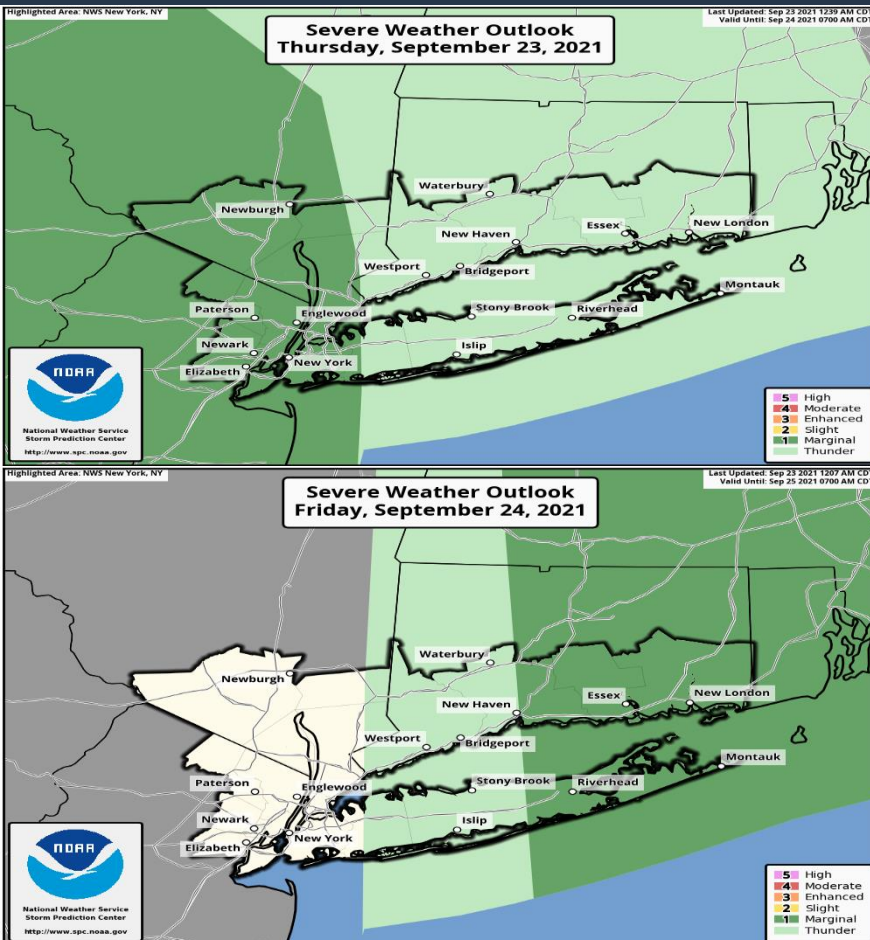 Highlighted Area: NWS New York, NY
Last Updated: Sep 23 2021 1239 AM CDT
Valid Until: Sep 24 2021 0700 AM CDT
Severe Weather Outlook
Thursday, September 23, 2021
Waterbury
Newburgh
Essex
New London
New Haven
Westport
Bridgeport
Montauk
Paterson
Englewood
Stony Brook
Riverhead
Newark
Islip
New York
Elizabeth
NOAA
National Weather Service
Storm Prediction Center
http://www.spc.noaa.gov
5 High
4 Moderate
3 Enhanced
2 Slight
1 Marginal
Thunder
Highlighted Area: NWS New York, NY
Last Updated: Sep 23 2021 1207 AM CDT
Valid Until: Sep 25 2021 0700 AM CDT
Severe Weather Outlook
Friday, September 24, 2021
Waterbury
Newburgh
Essex
New London
New Haven
Westport
Bridgeport
Montauk
Paterson
Englewood
Stony Brook
Riverhead
Newark
Islip
New York
Elizabeth
NOAA
National Weather Service
Storm Prediction Center
http://www.spc.noaa.gov
5 High
4 Moderate
3 Enhanced
2 Slight
1 Marginal
Thunder